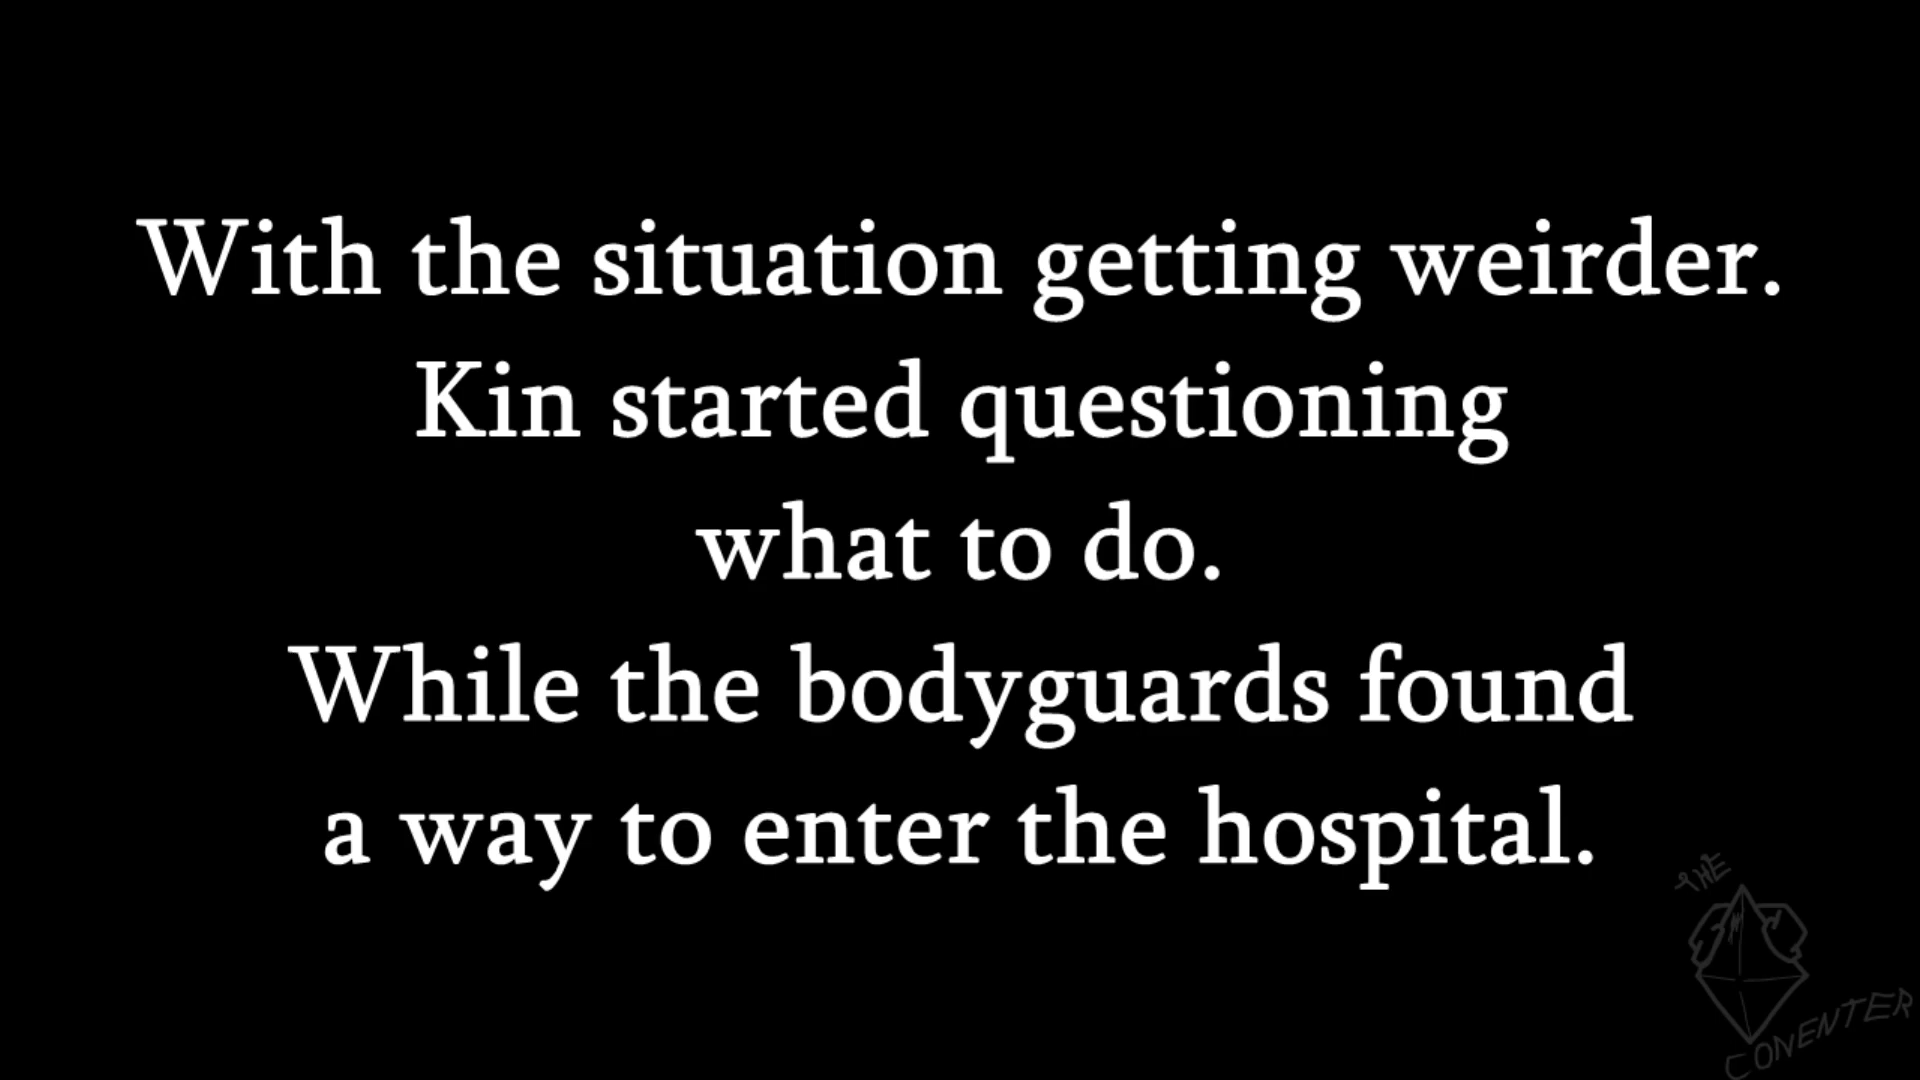 With the situation getting weirder.
Kin started questioning
what to do.
While the bodyguards found
a way to enter the hospital.
THE
CONENTER